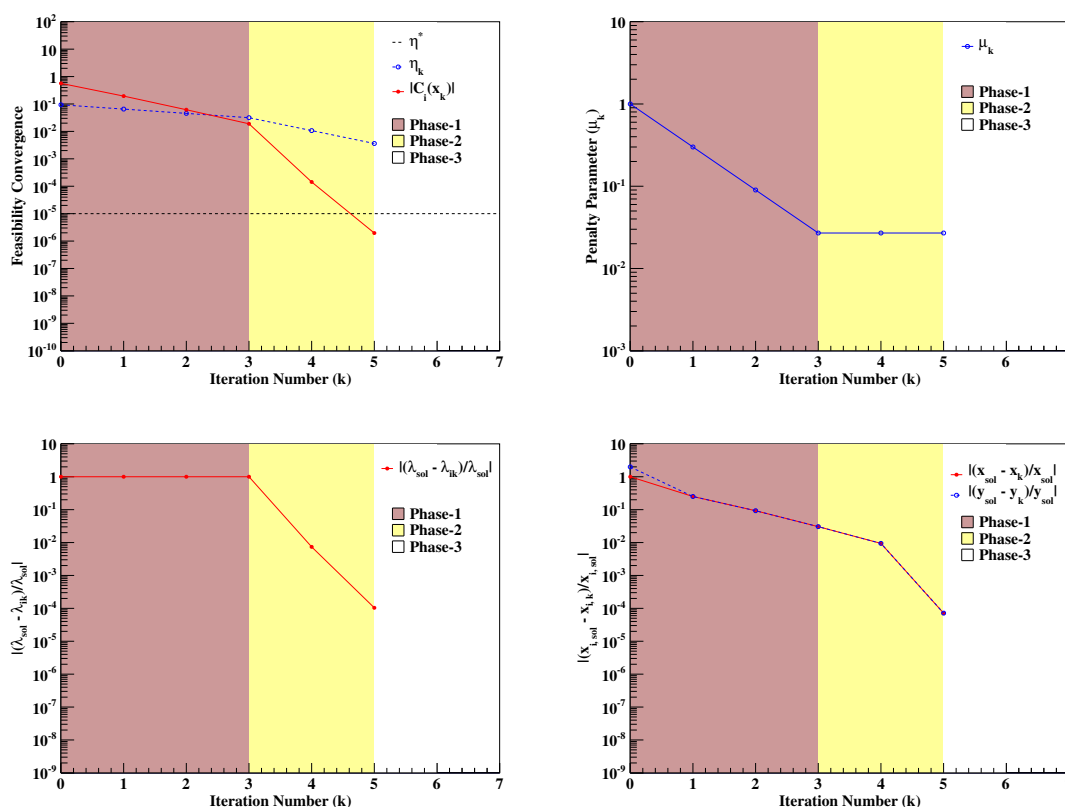 10^2
10
1
10^-1
10^-2
10^-3
10^-4
10^-5
10^-6
10^-7
10^-8
10^-9
10^-10
Feasibility Convergence
η*
η_k
|C_i(x_k)|
Phase-1
Phase-2
Phase-3
0 1 2 3 4 5 6 7
Iteration Number (k)
10
1
10^-1
10^-2
10^-3
Penalty Parameter (μ_k)
μ_k
Phase-1
Phase-2
Phase-3
0 1 2 3 4 5 6
Iteration Number (k)
10
1
10^-1
10^-2
10^-3
10^-4
10^-5
10^-6
10^-7
10^-8
10^-9
|(λ_sol - λ_ik)/λ_sol|
|(λ_sol - λ_ik)/λ_sol|
Phase-1
Phase-2
Phase-3
0 1 2 3 4 5 6 7
Iteration Number (k)
10
1
10^-1
10^-2
10^-3
10^-4
10^-5
10^-6
10^-7
10^-8
10^-9
|(x_i,sol - x_i,k)/x_i,sol|
|(x_sol - x_k)/x_sol|
|(y_sol - y_k)/y_sol|
Phase-1
Phase-2
Phase-3
0 1 2 3 4 5 6
Iteration Number (k)